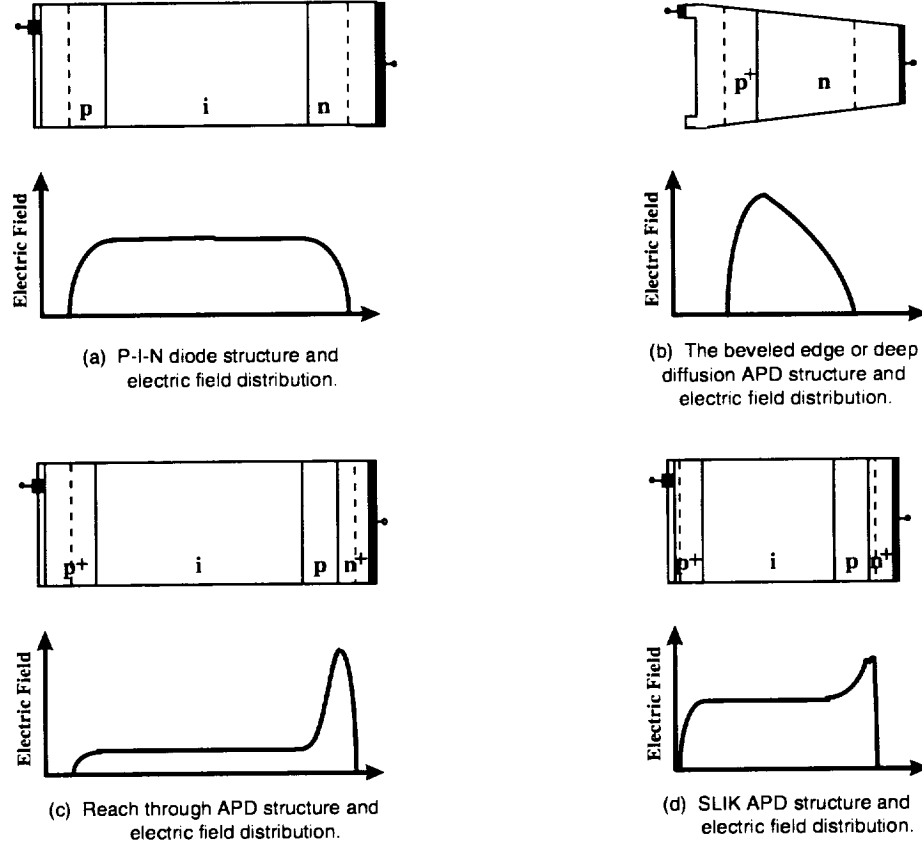 p i n
Electric Field
(a) P-I-N diode structure and
electric field distribution.
p+ n
Electric Field
(b) The beveled edge or deep
diffusion APD structure and
electric field distribution.
p+ i p n+
Electric Field
(c) Reach through APD structure and
electric field distribution.
p+ i p n+
Electric Field
(d) SLIK APD structure and
electric field distribution.